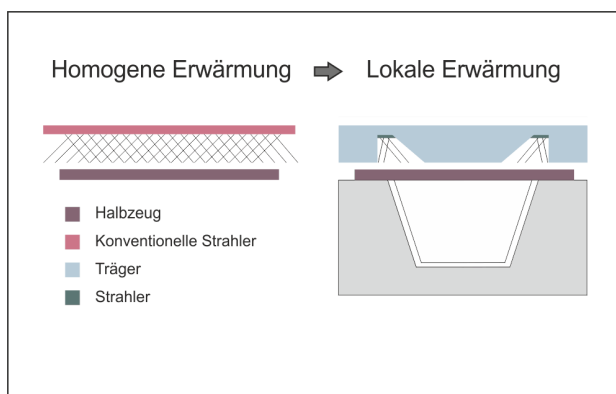 Homogene Erwärmung
Lokale Erwärmung
Halbzeug
Konventionelle Strahler
Träger
Strahler